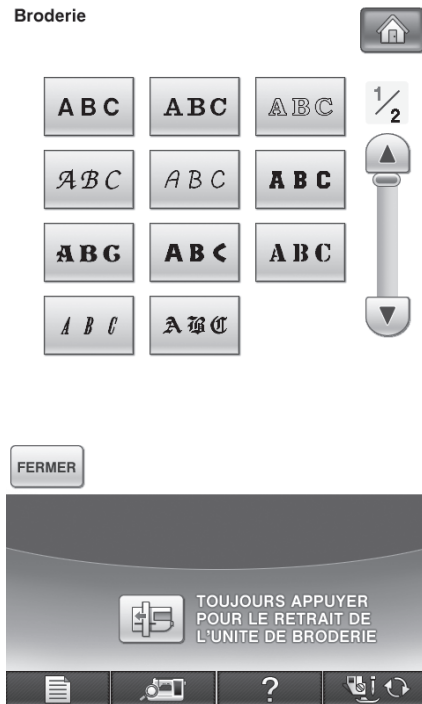 Broderie
ABC ABC ABC
1/2
ABC ABC ABC
ABC ABC ABC
ABC ABC
FERMER
TOUJOURS APPUYER
POUR LE RETRAIT DE
L'UNITE DE BRODERIE
?